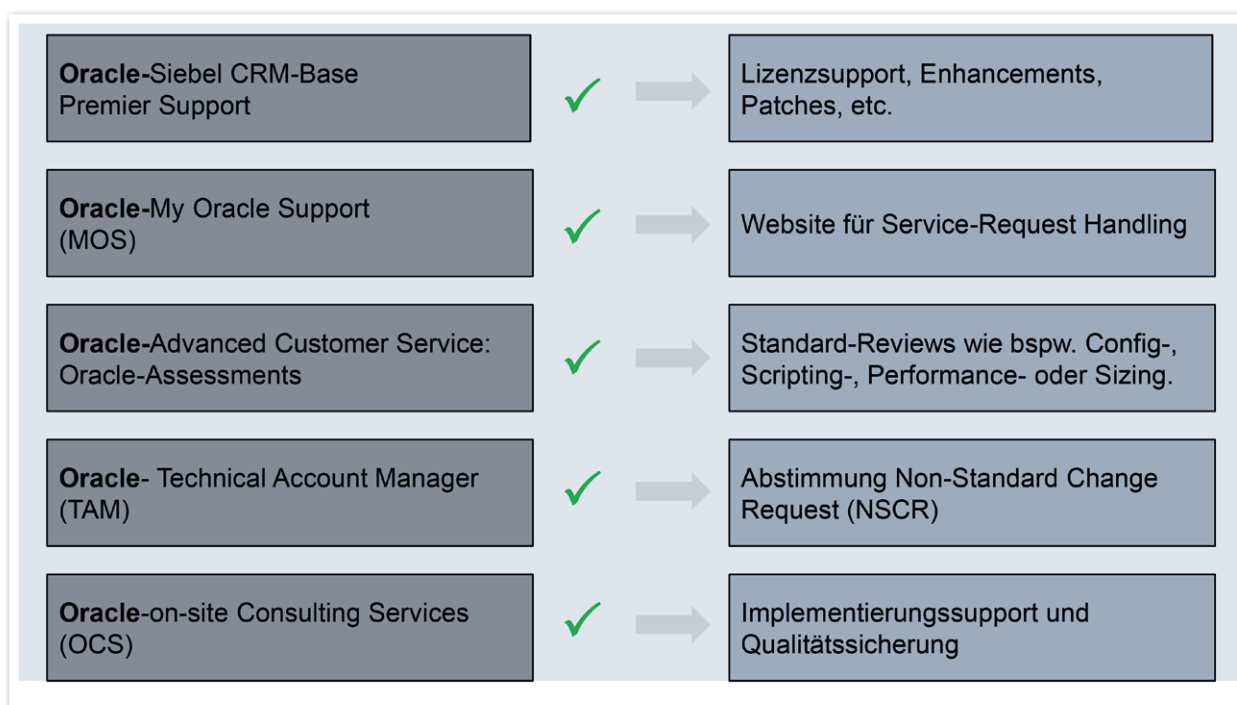 Oracle-Siebel CRM-Base
Premier Support
Lizenzsupport, Enhancements,
Patches, etc.
Oracle-My Oracle Support
(MOS)
Website für Service-Request Handling
Oracle-Advanced Customer Service:
Oracle-Assessments
Standard-Reviews wie bspw. Config-,
Scripting-, Performance- oder Sizing.
Oracle- Technical Account Manager
(TAM)
Abstimmung Non-Standard Change
Request (NSCR)
Oracle-on-site Consulting Services
(OCS)
Implementierungssupport und
Qualitätssicherung